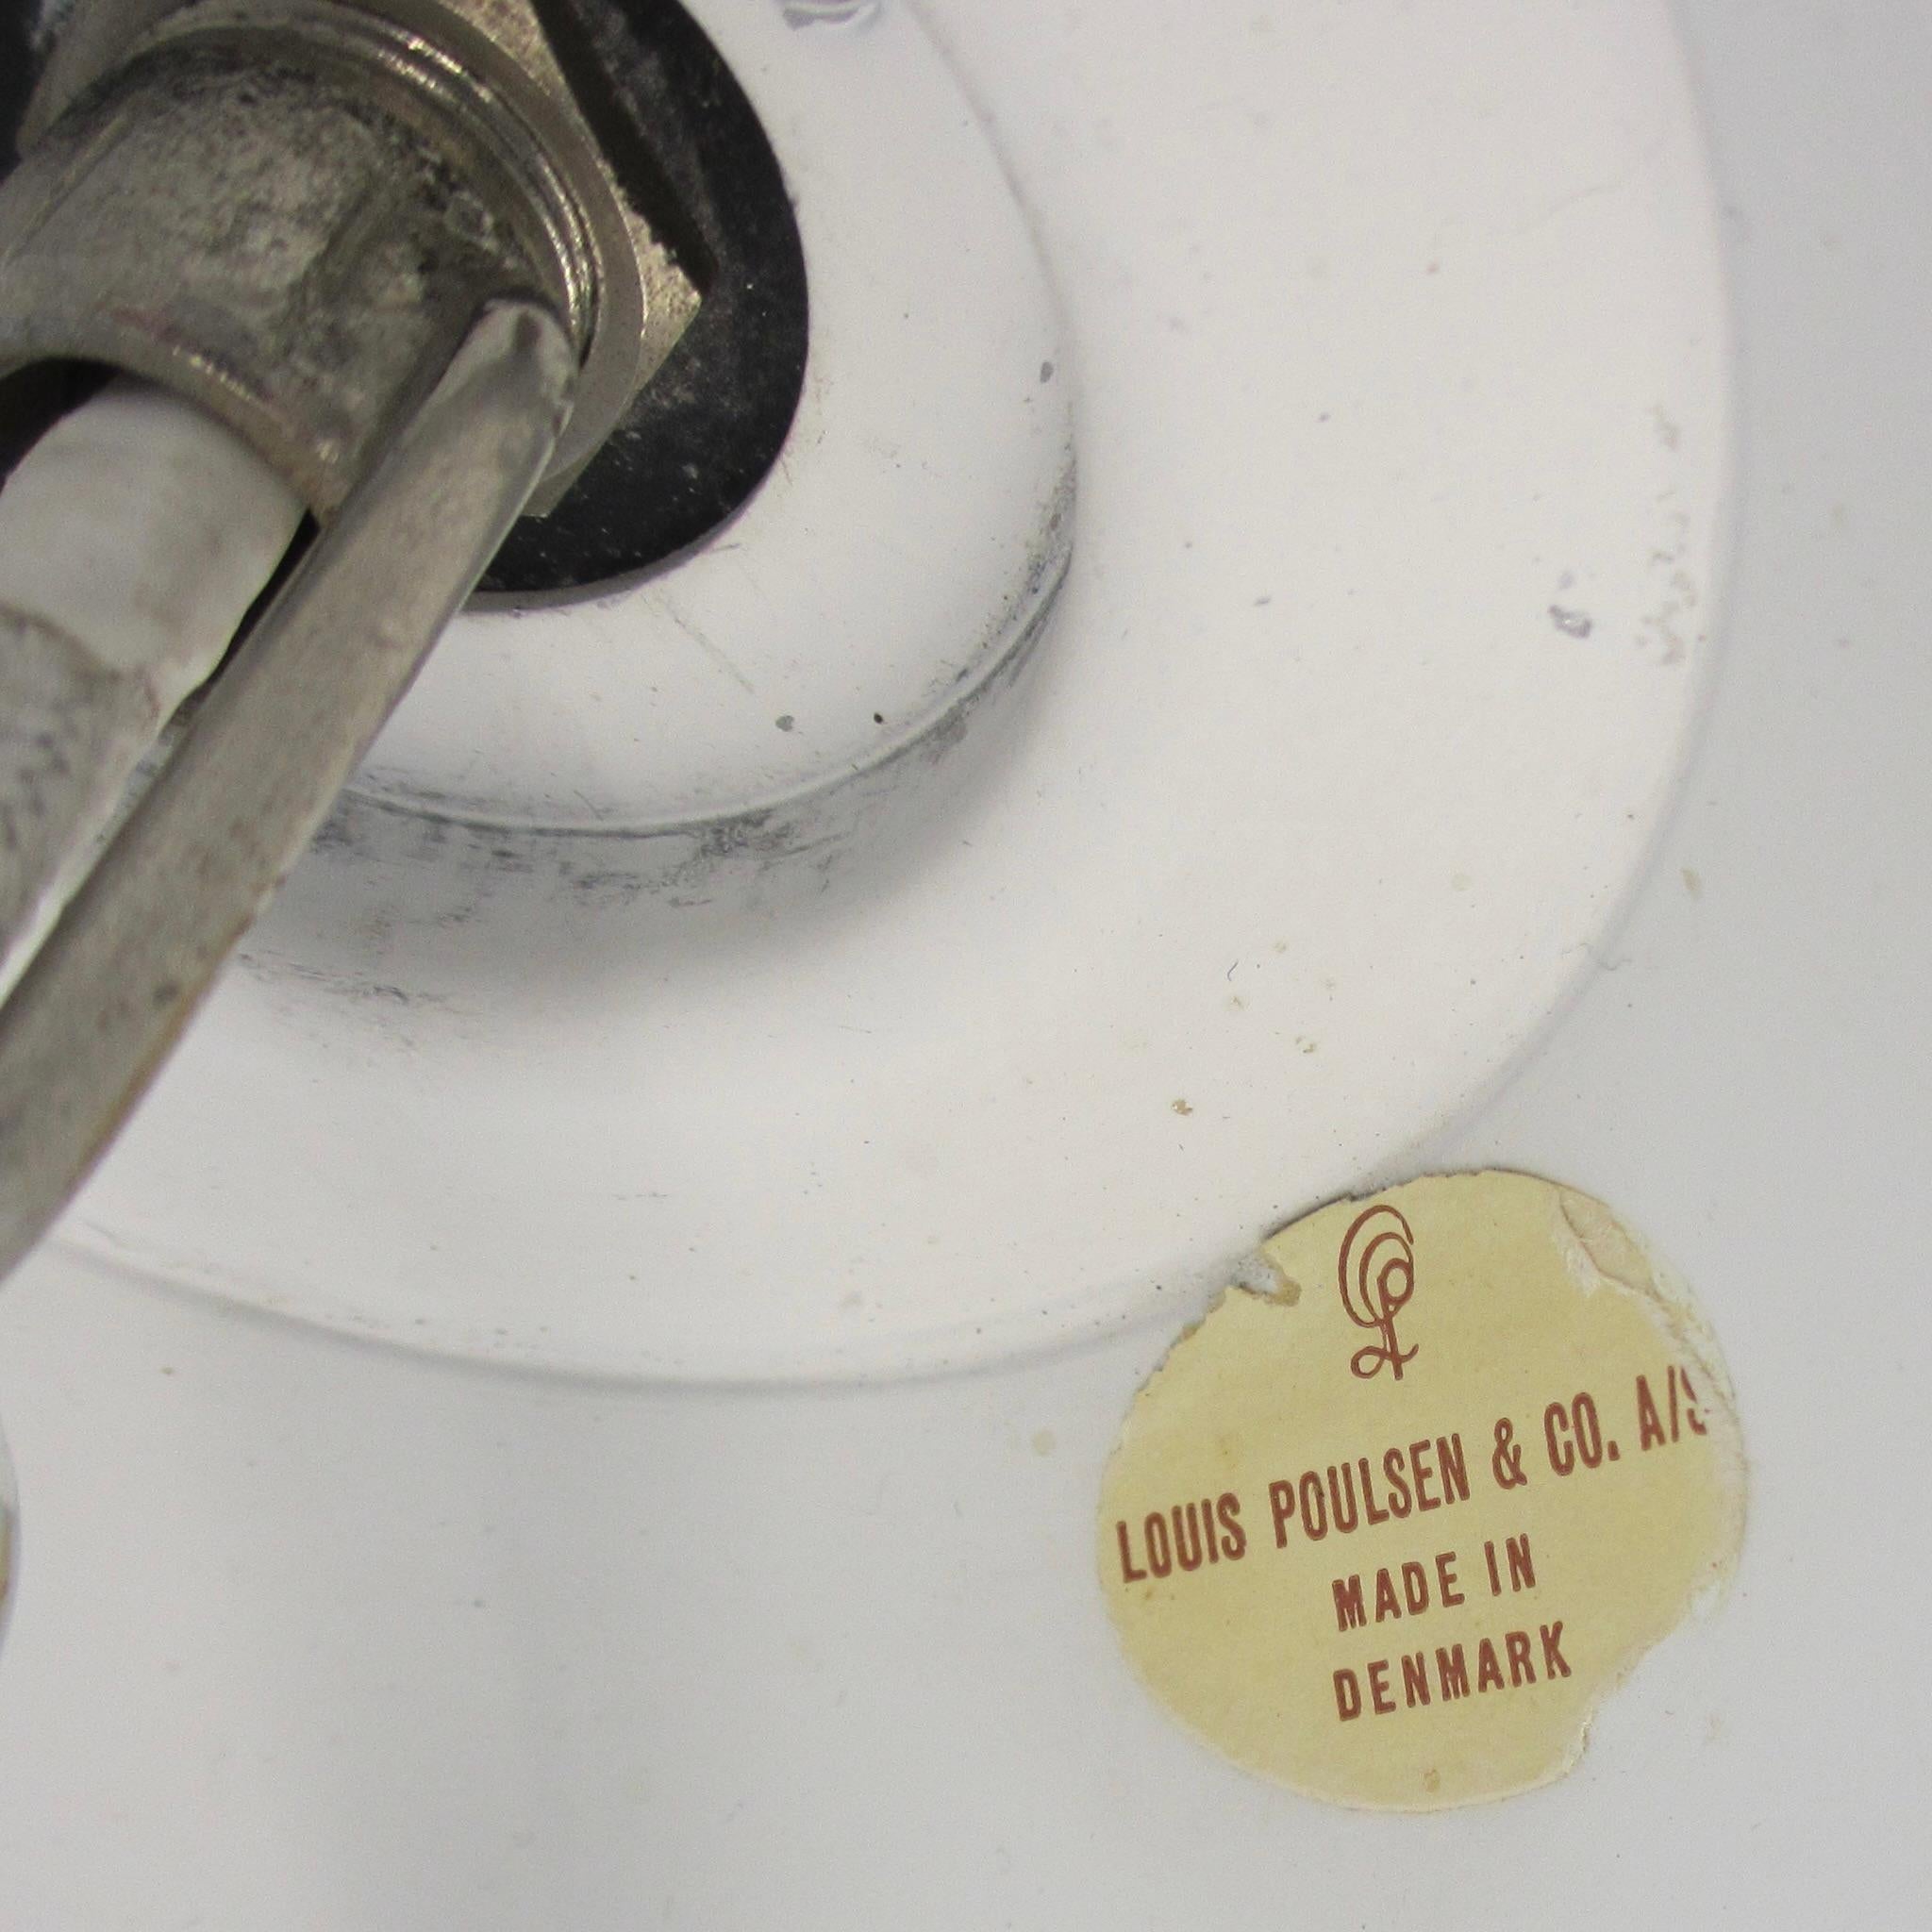 LOUIS POULSEN & CO. A/S
MADE IN
DENMARK